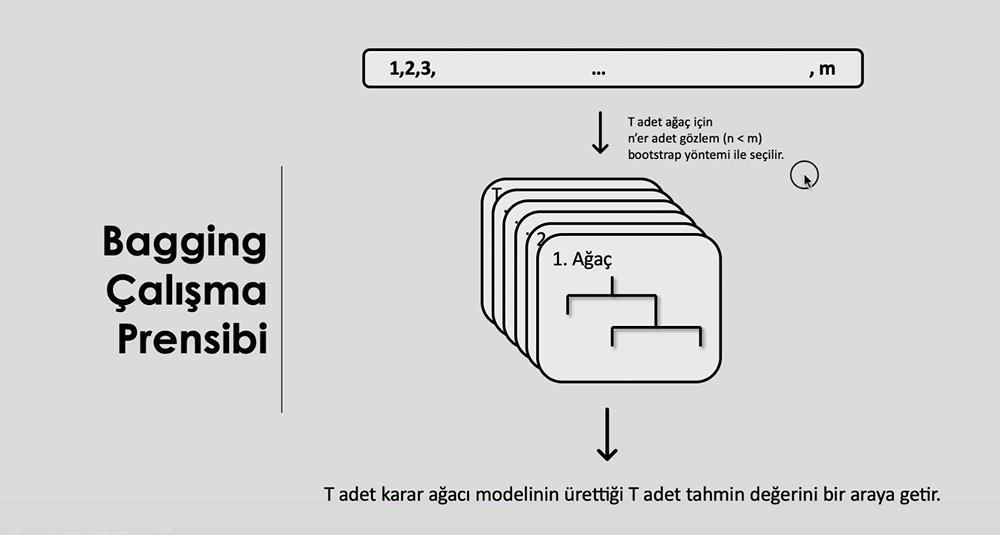 1,2,3, ... , m
T adet ağaç için
n’er adet gözlem (n < m)
bootstrap yöntemi ile seçilir.
Bagging
Çalışma
Prensibi
T
2
1. Ağaç
T adet karar ağacı modelinin ürettiği T adet tahmin değerini bir araya getir.